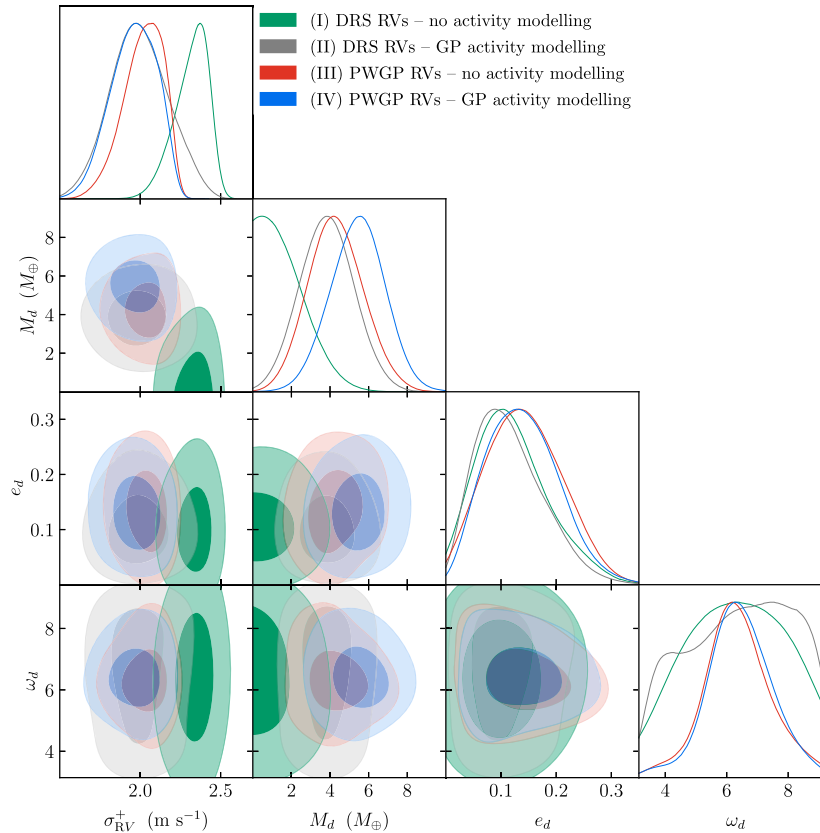 (I) DRS RVs – no activity modelling
(II) DRS RVs – GP activity modelling
(III) PWGP RVs – no activity modelling
(IV) PWGP RVs – GP activity modelling
M_d (M_⊕)
8
6
4
2
e_d
0.3
0.2
0.1
ω_d
8
6
4
2.0 2.5
2 4 6 8
0.1 0.2 0.3
4 6 8
σ⁺_RV (m s⁻¹)
M_d (M_⊕)
e_d
ω_d